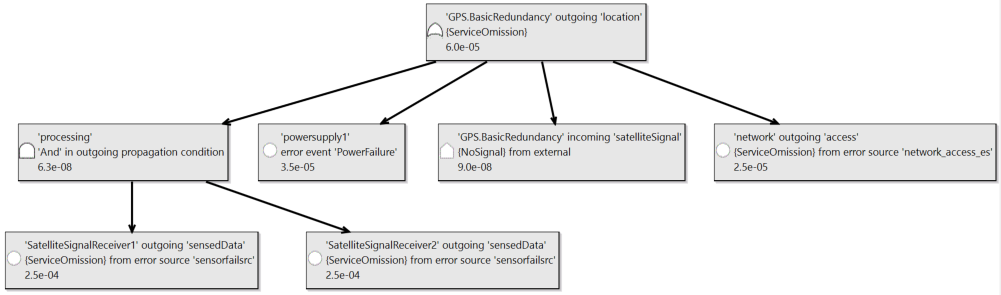 'GPS.BasicRedundancy' outgoing 'location'
{ServiceOmission}
6.0e-05
'processing'
'And' in outgoing propagation condition
6.3e-08
'powersupply1'
error event 'PowerFailure'
3.5e-05
'GPS.BasicRedundancy' incoming 'satelliteSignal'
{NoSignal} from external
9.0e-08
'network' outgoing 'access'
{ServiceOmission} from error source 'network_access_es'
2.5e-05
'SatelliteSignalReceiver1' outgoing 'sensedData'
{ServiceOmission} from error source 'sensorfailsrc'
2.5e-04
'SatelliteSignalReceiver2' outgoing 'sensedData'
{ServiceOmission} from error source 'sensorfailsrc'
2.5e-04